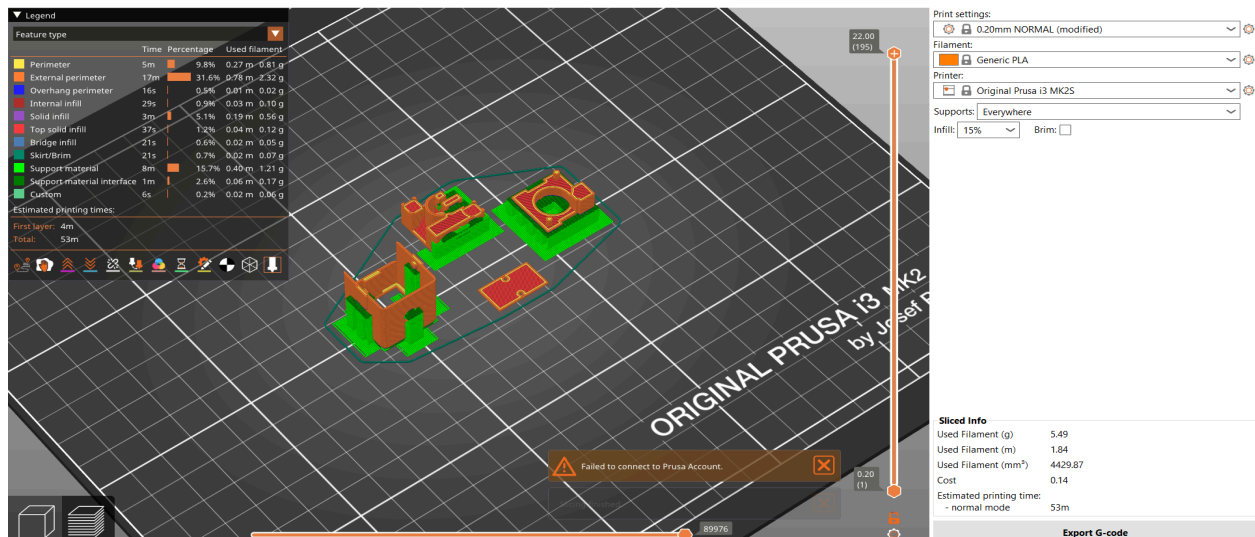 Legend
Feature type
Time Percentage Used filament
Perimeter 5m 9.8% 0.27 m 0.81 g
External perimeter 17m 31.6% 0.78 m 2.32 g
Overhang perimeter 16s 0.5% 0.01 m 0.02 g
Internal infill 29s 0.9% 0.03 m 0.10 g
Solid infill 3m 5.1% 0.19 m 0.56 g
Top solid infill 37s 1.2% 0.04 m 0.12 g
Bridge infill 21s 0.6% 0.02 m 0.05 g
Skirt/Brim 21s 0.7% 0.02 m 0.07 g
Support material 8m 15.7% 0.40 m 1.21 g
Support material interface 1m 2.6% 0.06 m 0.17 g
Custom 6s 0.2% 0.02 m 0.06 g
Estimated printing times:
First layer: 4m
Total: 53m
22.00
(195)
ORIGINAL PRUSA i3 MK2
by Josef
Failed to connect to Prusa Account.
0.20
(1)
89976
Print settings:
0.20mm NORMAL (modified)
Filament:
Generic PLA
Printer:
Original Prusa i3 MK2S
Supports: Everywhere
Infill: 15% Brim:
Sliced Info
Used Filament (g) 5.49
Used Filament (m) 1.84
Used Filament (mm³) 4429.87
Cost 0.14
Estimated printing time:
- normal mode 53m
Export G-code